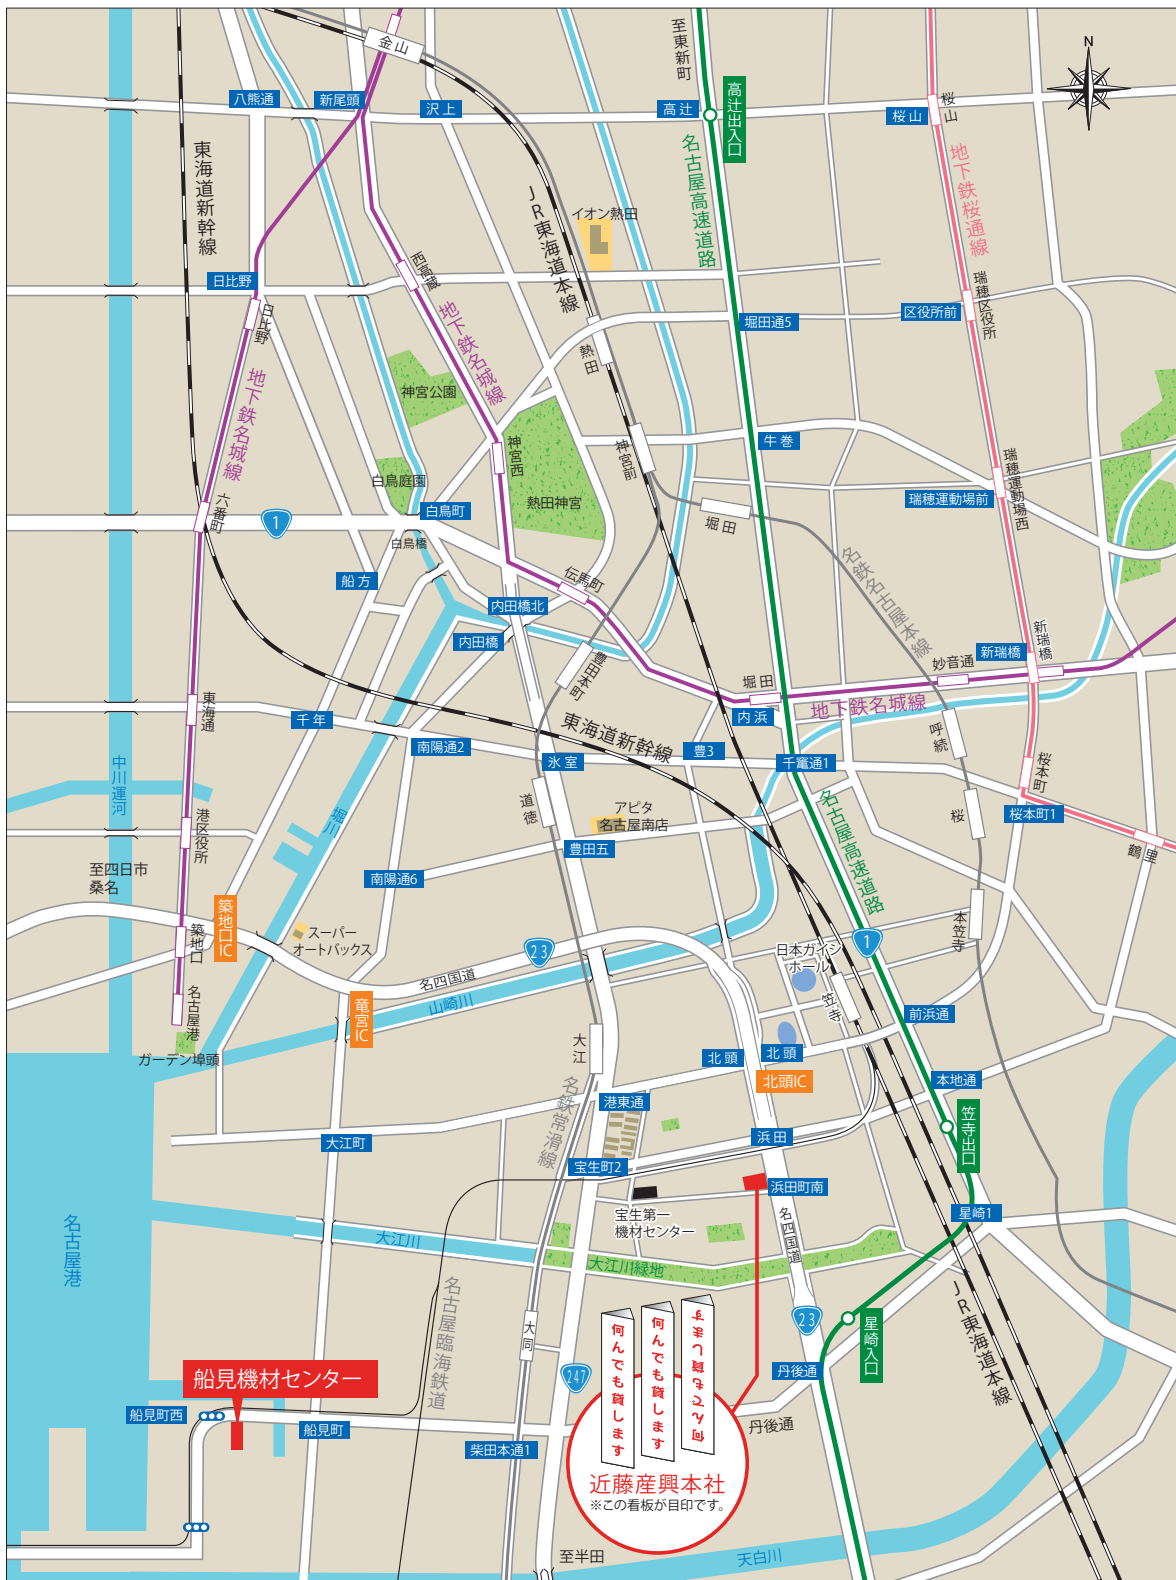 金山
至東新町
N
八熊通
新尾頭
沢上
高辻
高辻出入口
桜山
桜山
東海道新幹線
名古屋高速道路
地下鉄桜通線
JR東海道本線
イオン熱田
西高蔵
日比野
日比野
地下鉄名城線
瑞穂区役所
区役所前
堀田通5
熱田
地下鉄名城線
神宮公園
神宮西
神宮前
牛巻
白鳥庭園
熱田神宮
瑞穂運動場前
瑞穂運動場西
六番町
1
白鳥町
白鳥橋
堀田
名鉄名古屋本線
船方
伝馬町
内田橋北
内田橋
豊田本町
新瑞橋
新瑞橋
妙音通
堀田
地下鉄名城線
内浜
東海通
千年
東海道新幹線
南陽通2
氷室
豊3
千竃通1
呼続
中川運河
堀川
道徳
アピタ
名古屋南店
名古屋高速道路
桜本町
桜本町1
桜
鶴里
港区役所
豊田五
至四日市
桑名
南陽通6
築地口IC
築地口
スーパー
オートバックス
23
名四国道
山崎川
1
日本ガイシ
ホール
本笠寺
笠寺
名古屋港
竜宮IC
前浜通
ガーデン埠頭
大江
北頭
北頭
北頭IC
本地通
名鉄常滑線
港東通
笠寺出口
大江町
浜田
宝生町2
浜田町南
名古屋港
宝生第一
機材センター
名四国道
星崎1
大江川
大江川緑地
名古屋臨海鉄道
JR東海道本線
何んでも貸します
何んでも貸します
何んでも貸します
23
星崎入口
大同
247
丹後通
船見機材センター
船見町西
船見町
丹後通
柴田本通1
近藤産興本社
※この看板が目印です。
至半田
天白川